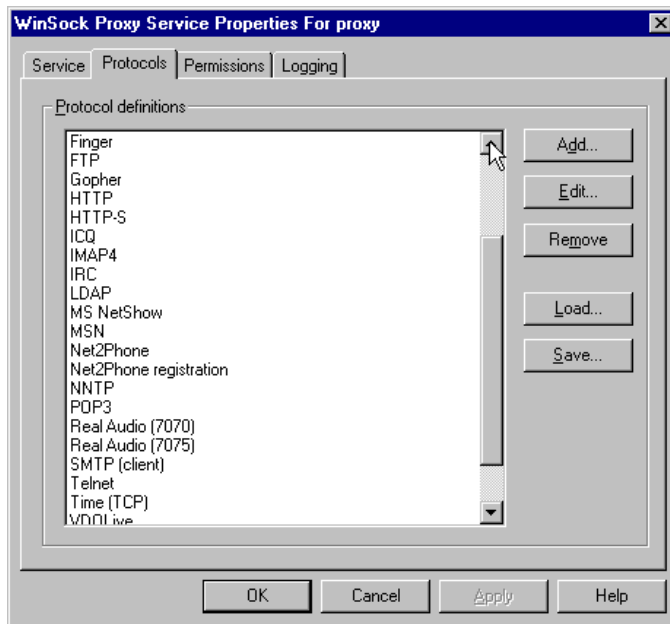 WinSock Proxy Service Properties For proxy
Service Protocols Permissions Logging
Protocol definitions
Finger
FTP
Gopher
HTTP
HTTP-S
ICQ
IMAP4
IRC
LDAP
MS NetShow
MSN
Net2Phone
Net2Phone registration
NNTP
POP3
Real Audio (7070)
Real Audio (7075)
SMTP (client)
Telnet
Time (TCP)
VDOLive
Add...
Edit...
Remove
Load...
Save...
OK Cancel Apply Help